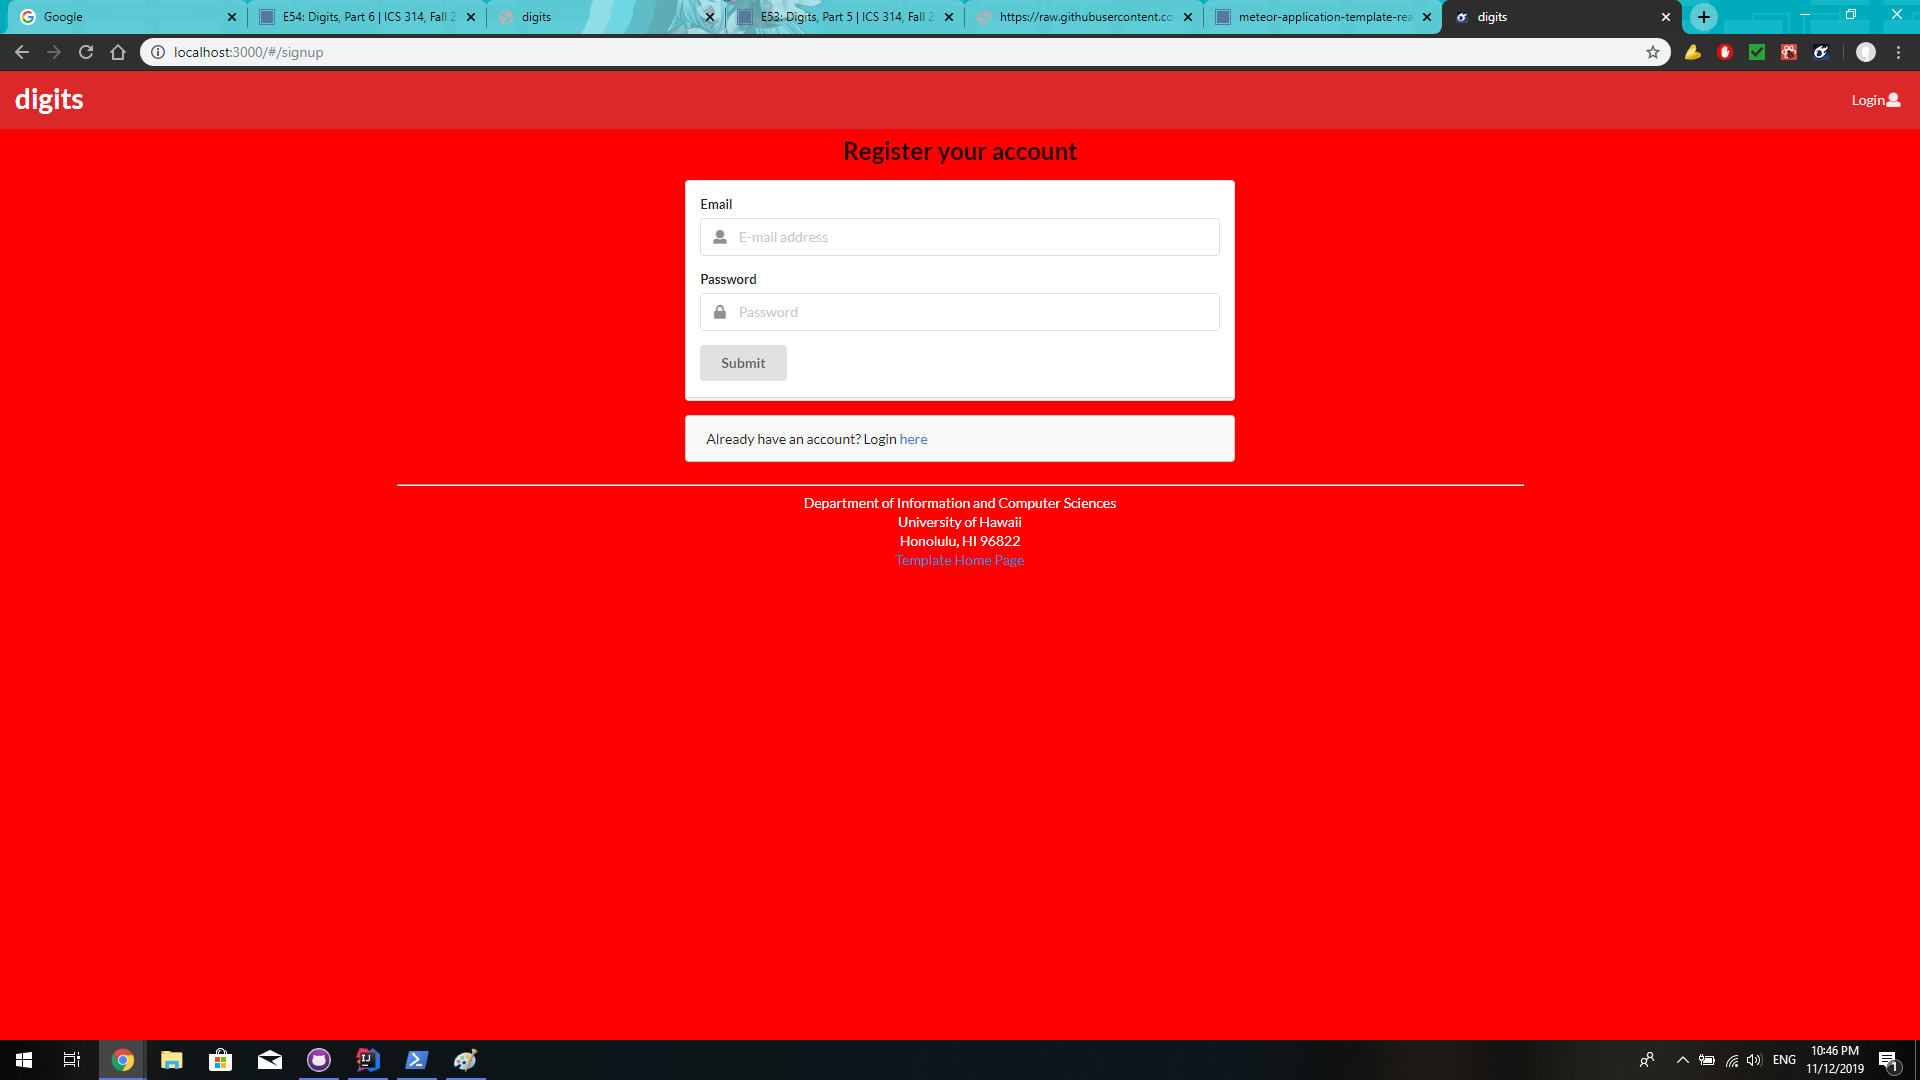 Google
E54: Digits, Part 6 | ICS 314, Fall 2
digits
E53: Digits, Part 5 | ICS 314, Fall 2
https://raw.githubusercontent.co
meteor-application-template-rea
digits
localhost:3000/#/signup
digits
Login
Register your account
Email
E-mail address
Password
Password
Submit
Already have an account? Login here
Department of Information and Computer Sciences
University of Hawaii
Honolulu, HI 96822
Template Home Page
ENG
10:46 PM
11/12/2019
1